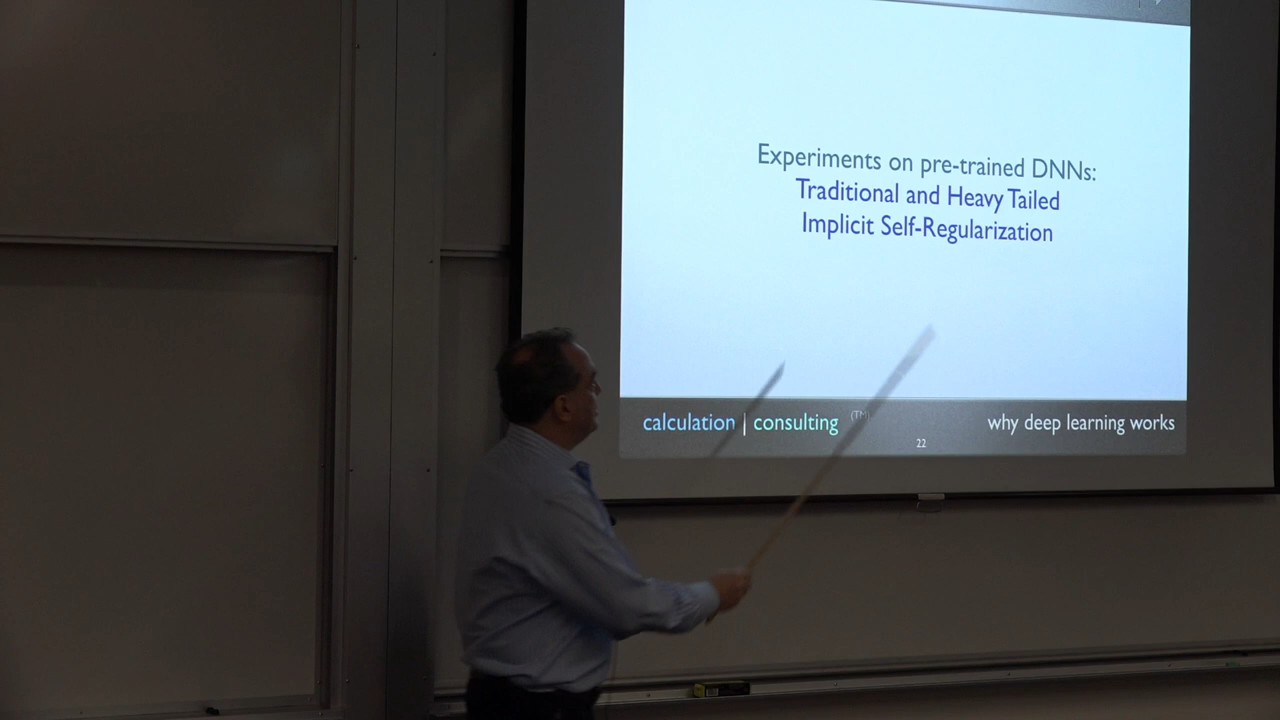 Experiments on pre-trained DNNs:
Traditional and Heavy Tailed
Implicit Self-Regularization
calculation | consulting (TM)
22
why deep learning works